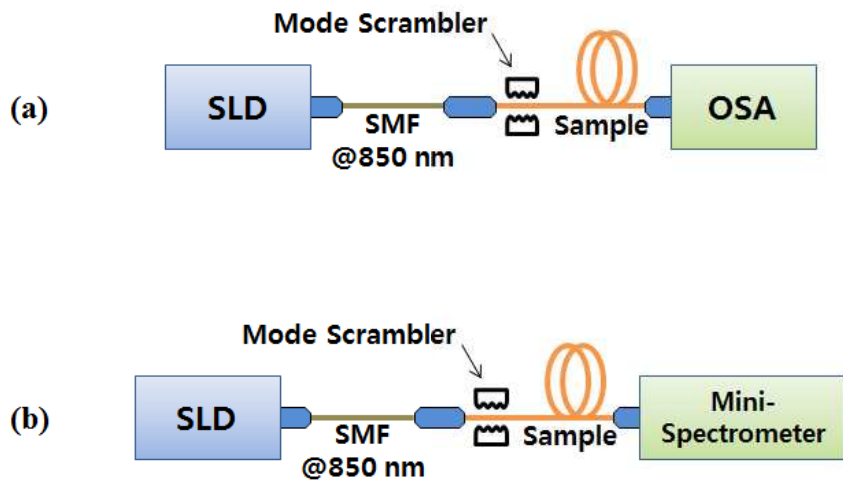 Mode Scrambler
(a)
SLD
SMF
@850 nm
Sample
OSA
Mode Scrambler
(b)
SLD
SMF
@850 nm
Sample
Mini-
Spectrometer